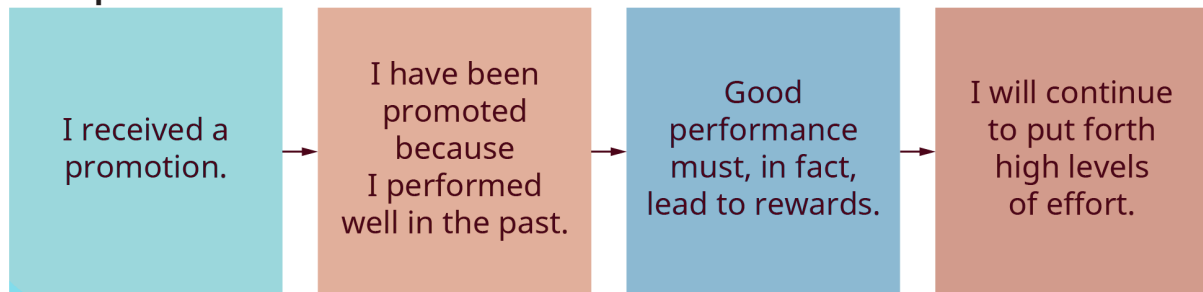 I received a
promotion.
I have been
promoted
because
I performed
well in the past.
Good
performance
must, in fact,
lead to rewards.
I will continue
to put forth
high levels
of effort.